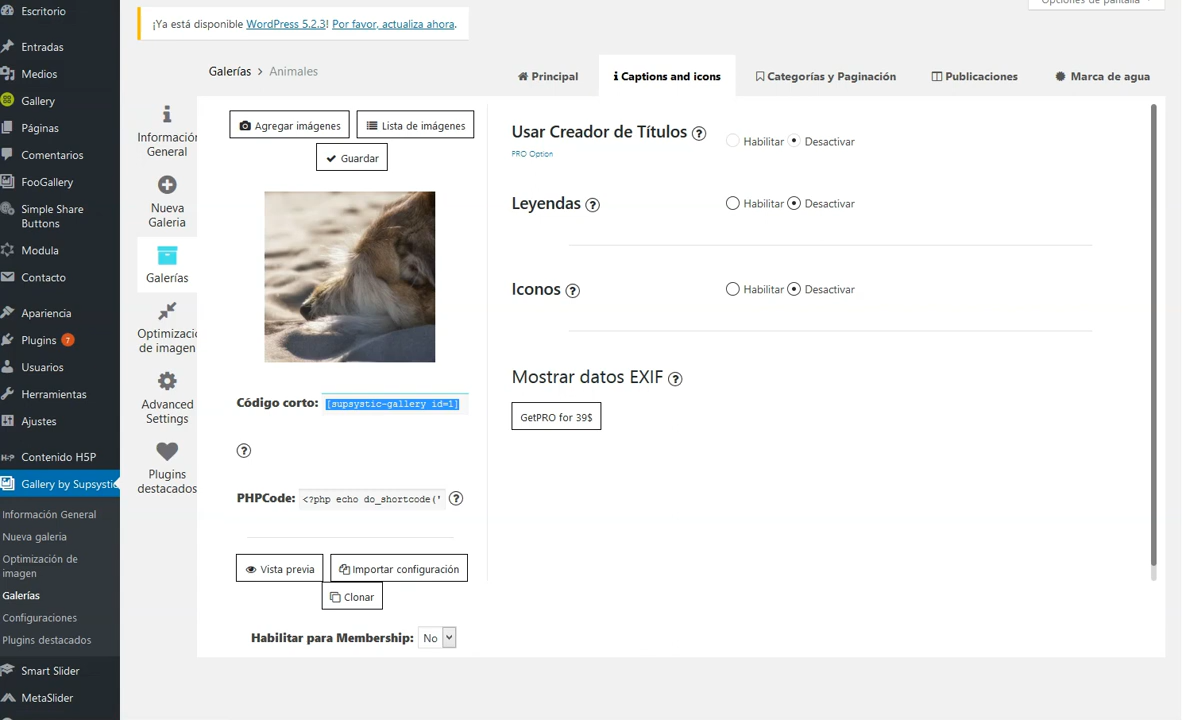 Escritorio
Entradas
Medios
Gallery
Páginas
Comentarios
FooGallery
Simple Share
Buttons
Modula
Contacto
Apariencia
Plugins 7
Usuarios
Herramientas
Ajustes
H-P Contenido H5P
Gallery by Supsystic
Información General
Nueva galeria
Optimización de
imagen
Galerías
Configuraciones
Plugins destacados
Smart Slider
MetaSlider
Opciones de pantalla
¡Ya está disponible WordPress 5.2.3! Por favor, actualiza ahora.
Galerías > Animales
Principal
Captions and icons
Categorías y Paginación
Publicaciones
Marca de agua
Información
General
Nueva
Galeria
Galerías
Optimizaci
de imagen
Advanced
Settings
Plugins
destacados
Agregar imágenes
Lista de imágenes
Guardar
Código corto: [supsystic-gallery id=1]
?
PHPCode: <?php echo do_shortcode(' ?
Vista previa
Importar configuración
Clonar
Habilitar para Membership: No
Usar Creador de Títulos ? Habilitar Desactivar
PRO Option
Leyendas ? Habilitar Desactivar
Iconos ? Habilitar Desactivar
Mostrar datos EXIF ?
GetPRO for 39$